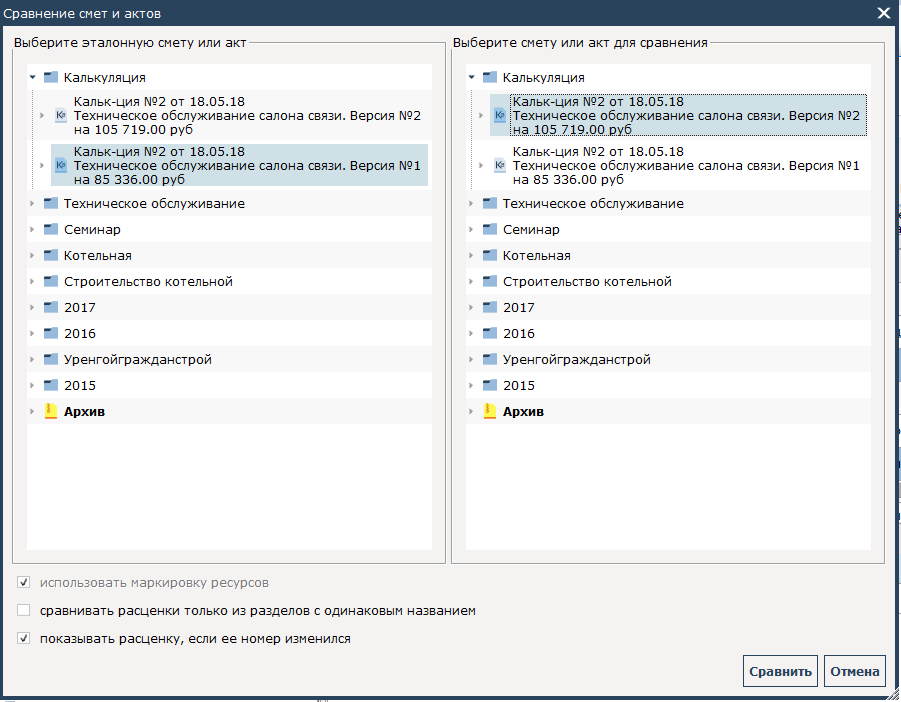 Сравнение смет и актов
Выберите эталонную смету или акт
Калькуляция
Кальк-ция №2 от 18.05.18
Техническое обслуживание салона связи. Версия №2
на 105 719.00 руб
Кальк-ция №2 от 18.05.18
Техническое обслуживание салона связи. Версия №1
на 85 336.00 руб
Техническое обслуживание
Семинар
Котельная
Строительство котельной
2017
2016
Уренгойгражданстрой
2015
Архив
Выберите смету или акт для сравнения
Калькуляция
Кальк-ция №2 от 18.05.18
Техническое обслуживание салона связи. Версия №2
на 105 719.00 руб
Кальк-ция №2 от 18.05.18
Техническое обслуживание салона связи. Версия №1
на 85 336.00 руб
Техническое обслуживание
Семинар
Котельная
Строительство котельной
2017
2016
Уренгойгражданстрой
2015
Архив
использовать маркировку ресурсов
сравнивать расценки только из разделов с одинаковым названием
показывать расценку, если ее номер изменился
Сравнить
Отмена